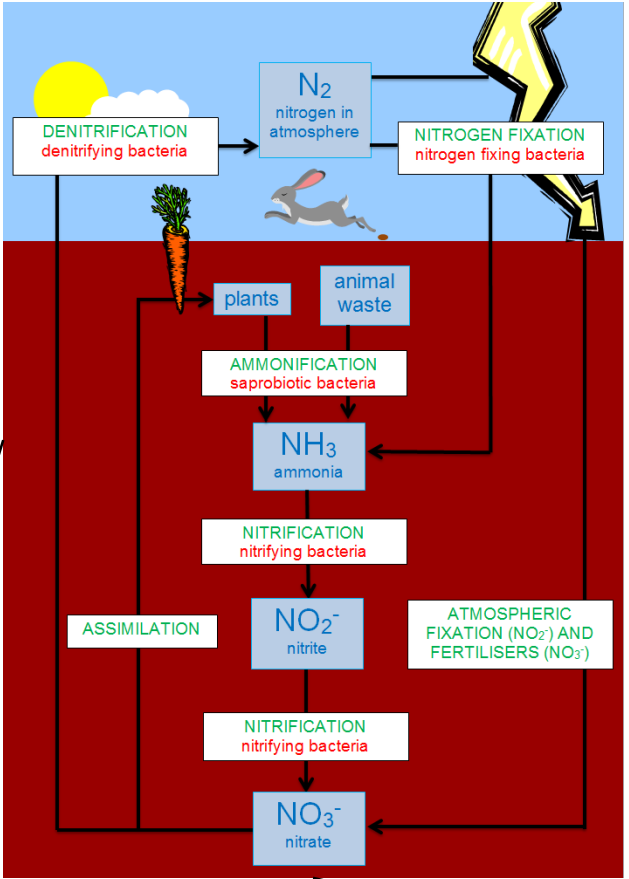 N₂
nitrogen in
atmosphere
DENITRIFICATION
denitrifying bacteria
NITROGEN FIXATION
nitrogen fixing bacteria
plants
animal
waste
AMMONIFICATION
saprobiotic bacteria
NH₃
ammonia
NITRIFICATION
nitrifying bacteria
NO₂⁻
nitrite
ASSIMILATION
ATMOSPHERIC
FIXATION (NO₂⁻) AND
FERTILISERS (NO₃⁻)
NITRIFICATION
nitrifying bacteria
NO₃⁻
nitrate